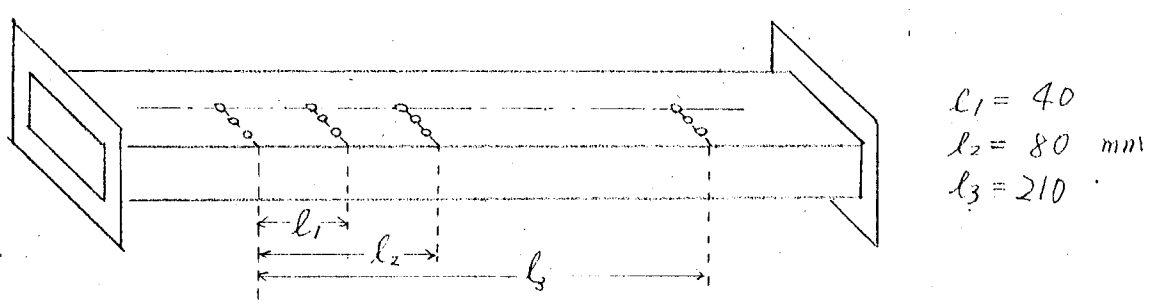 l₁
l₂
l₃
l₁ = 40
l₂ = 80 mm
l₃ = 210